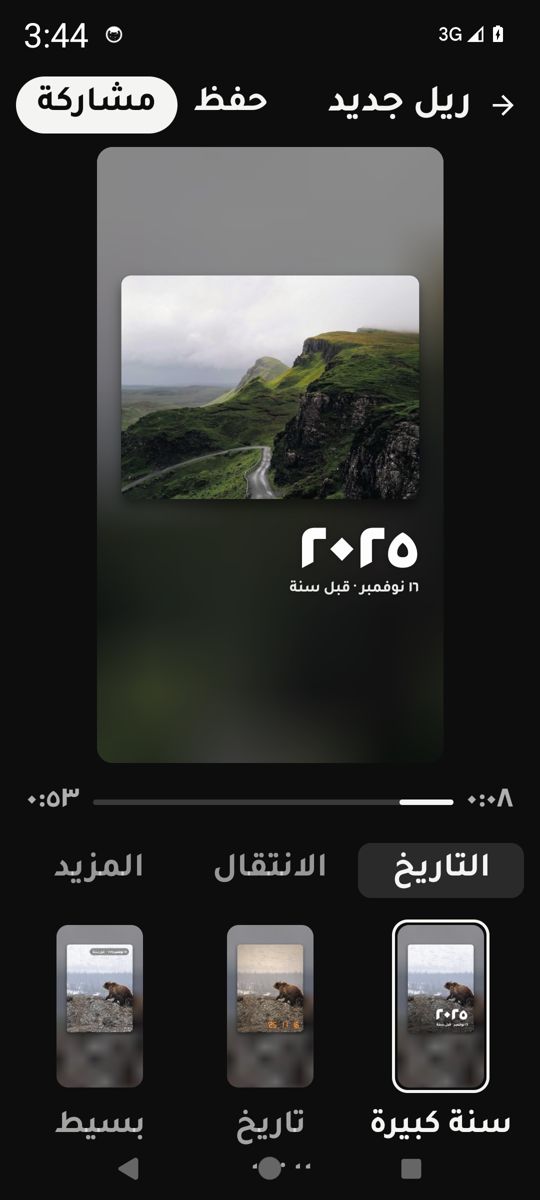 3:44 3G
ريل جديد حفظ مشاركة
٢٠٢٥
١٦ نوفمبر · قبل سنة
٠:٠٨ ٠:٥٣
التاريخ الانتقال المزيد
٢٠٢٥
سنة كبيرة تاريخ بسيط